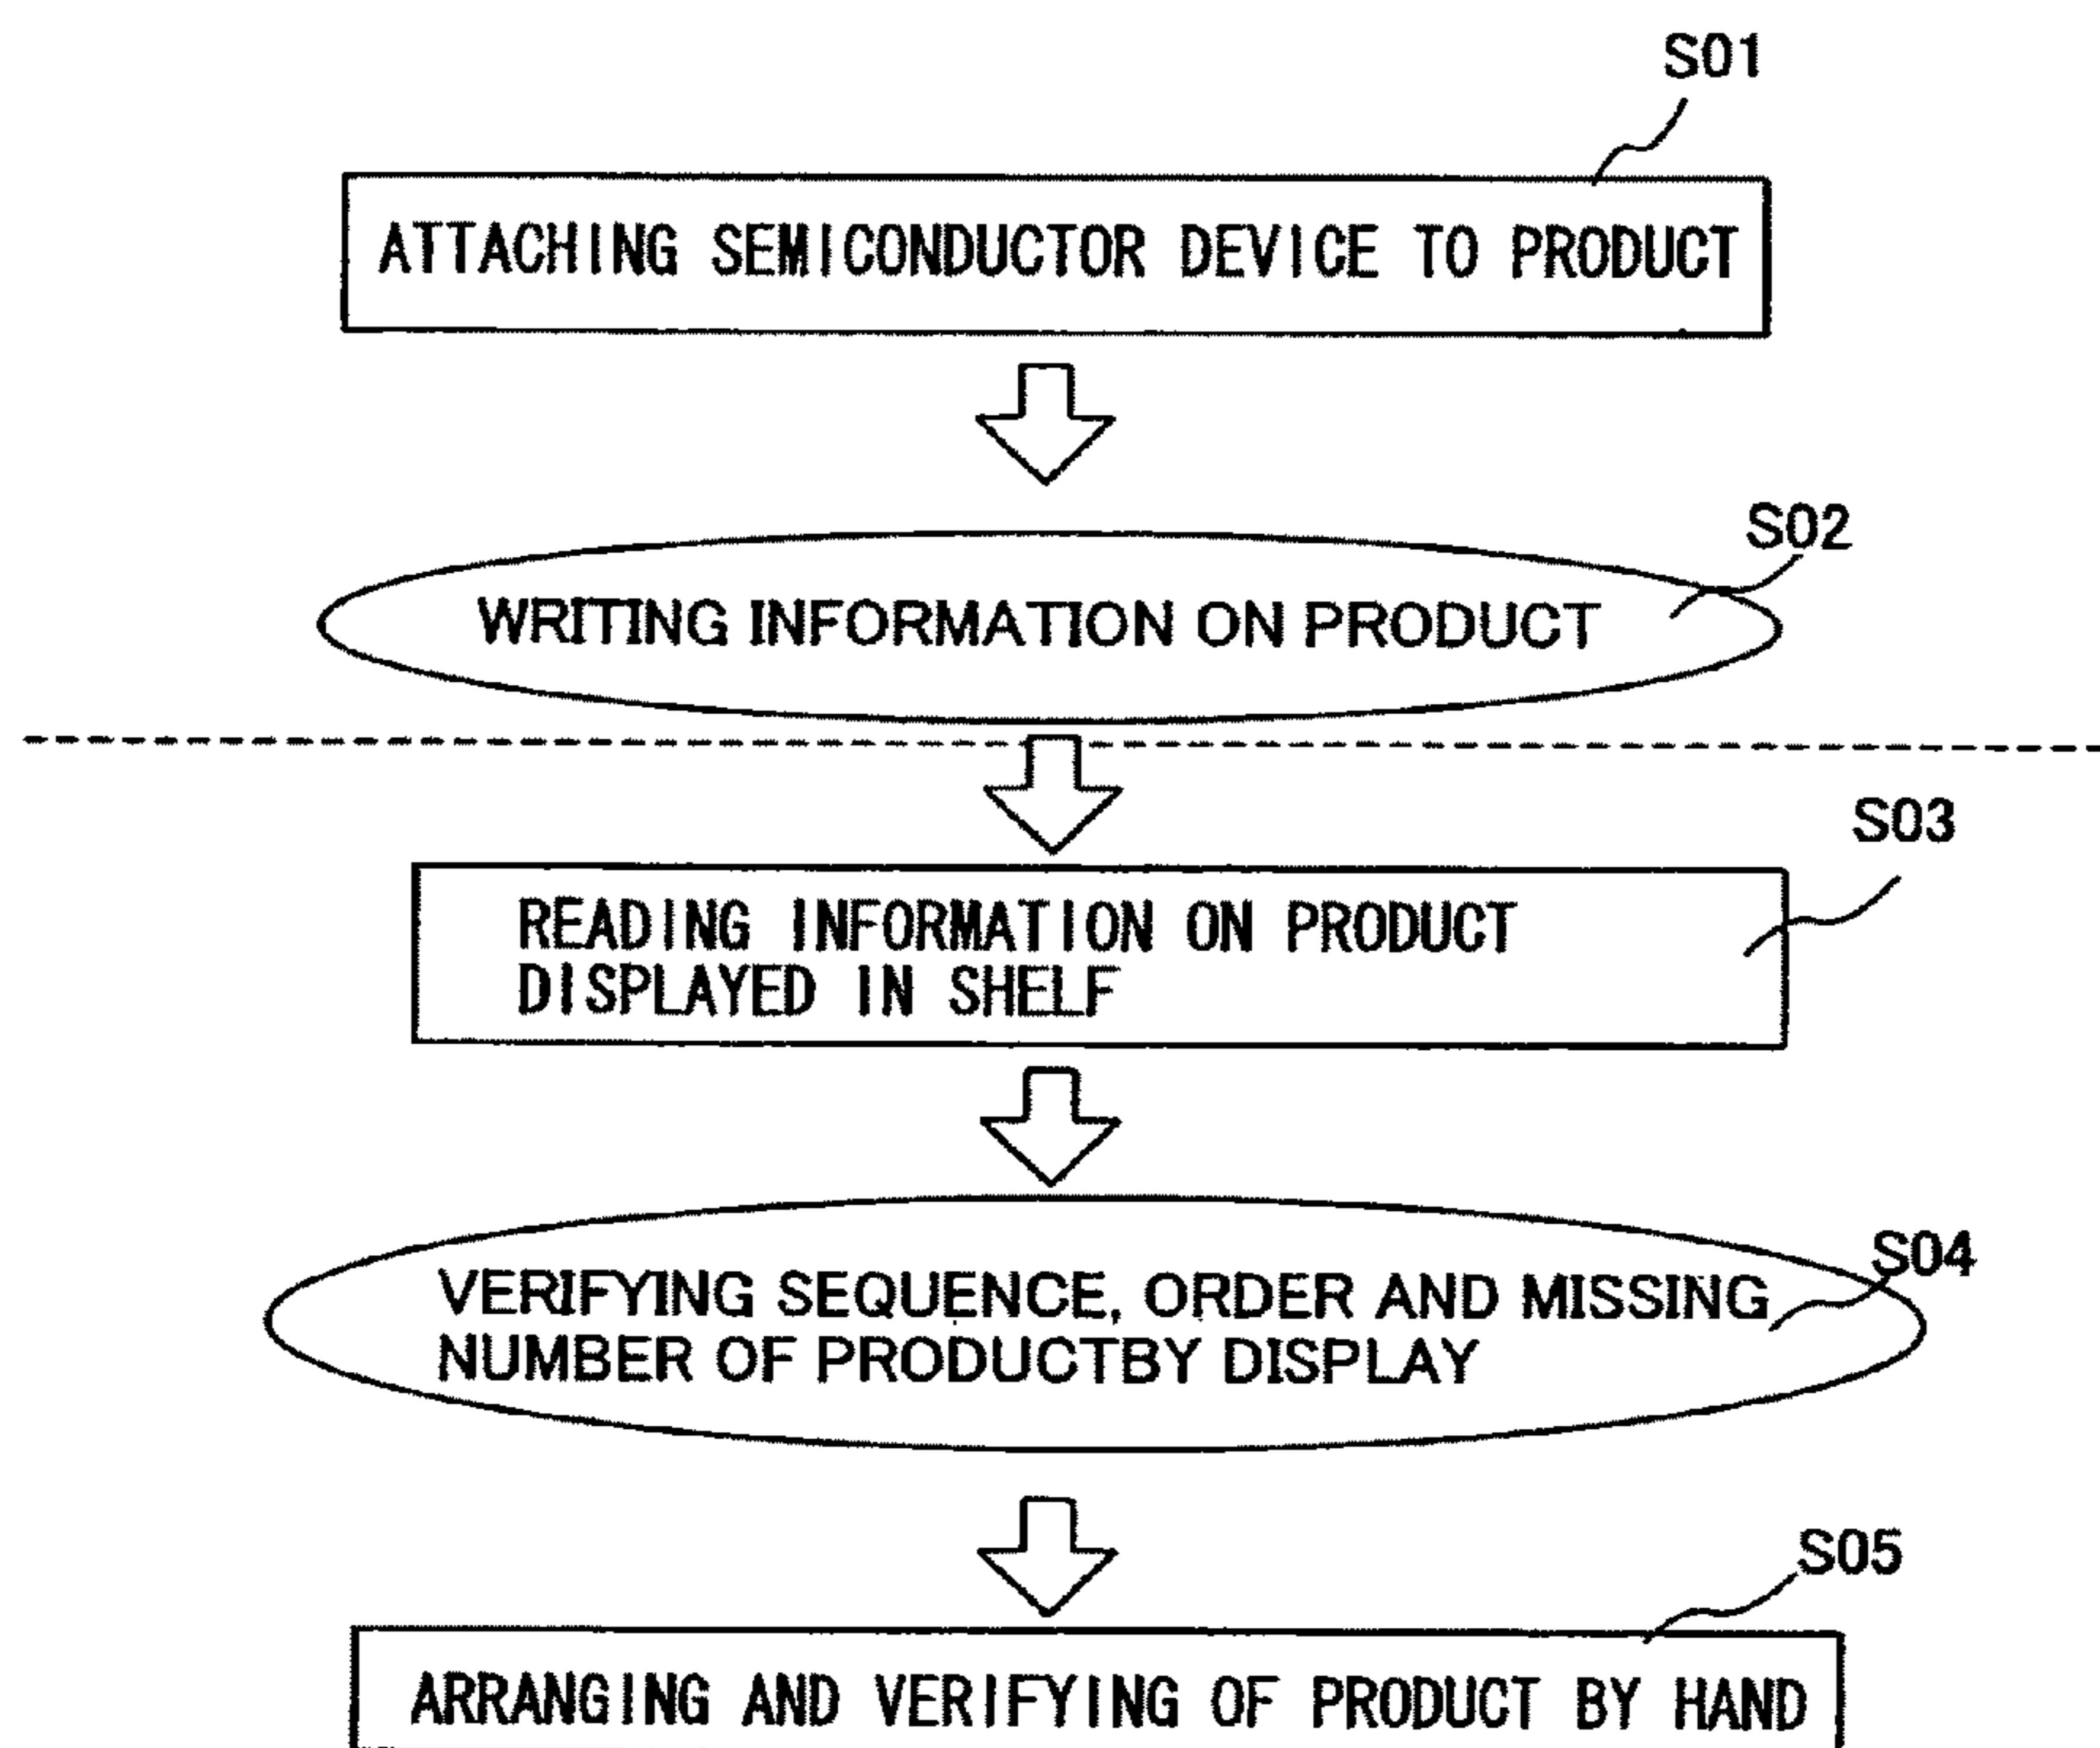 S01
ATTACHING SEMICONDUCTOR DEVICE TO PRODUCT
S02
WRITING INFORMATION ON PRODUCT
S03
READING INFORMATION ON PRODUCT
DISPLAYED IN SHELF
S04
VERIFYING SEQUENCE, ORDER AND MISSING
NUMBER OF PRODUCTBY DISPLAY
S05
ARRANGING AND VERIFYING OF PRODUCT BY HAND